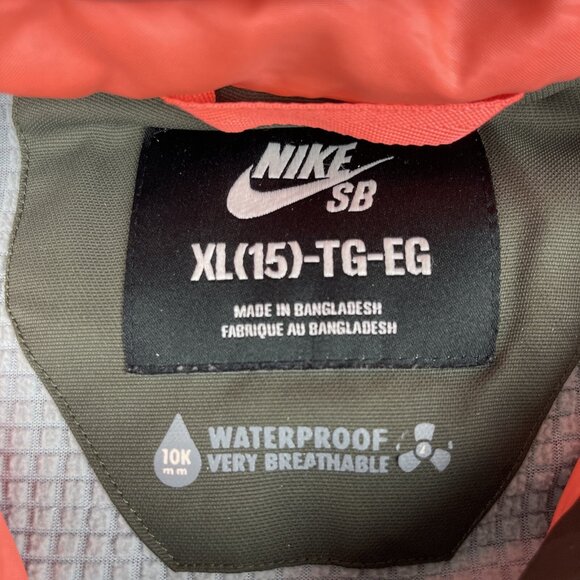 NIKE
SB
XL(15)-TG-EG
MADE IN BANGLADESH
FABRIQUE AU BANGLADESH
10K
mm
WATERPROOF
VERY BREATHABLE